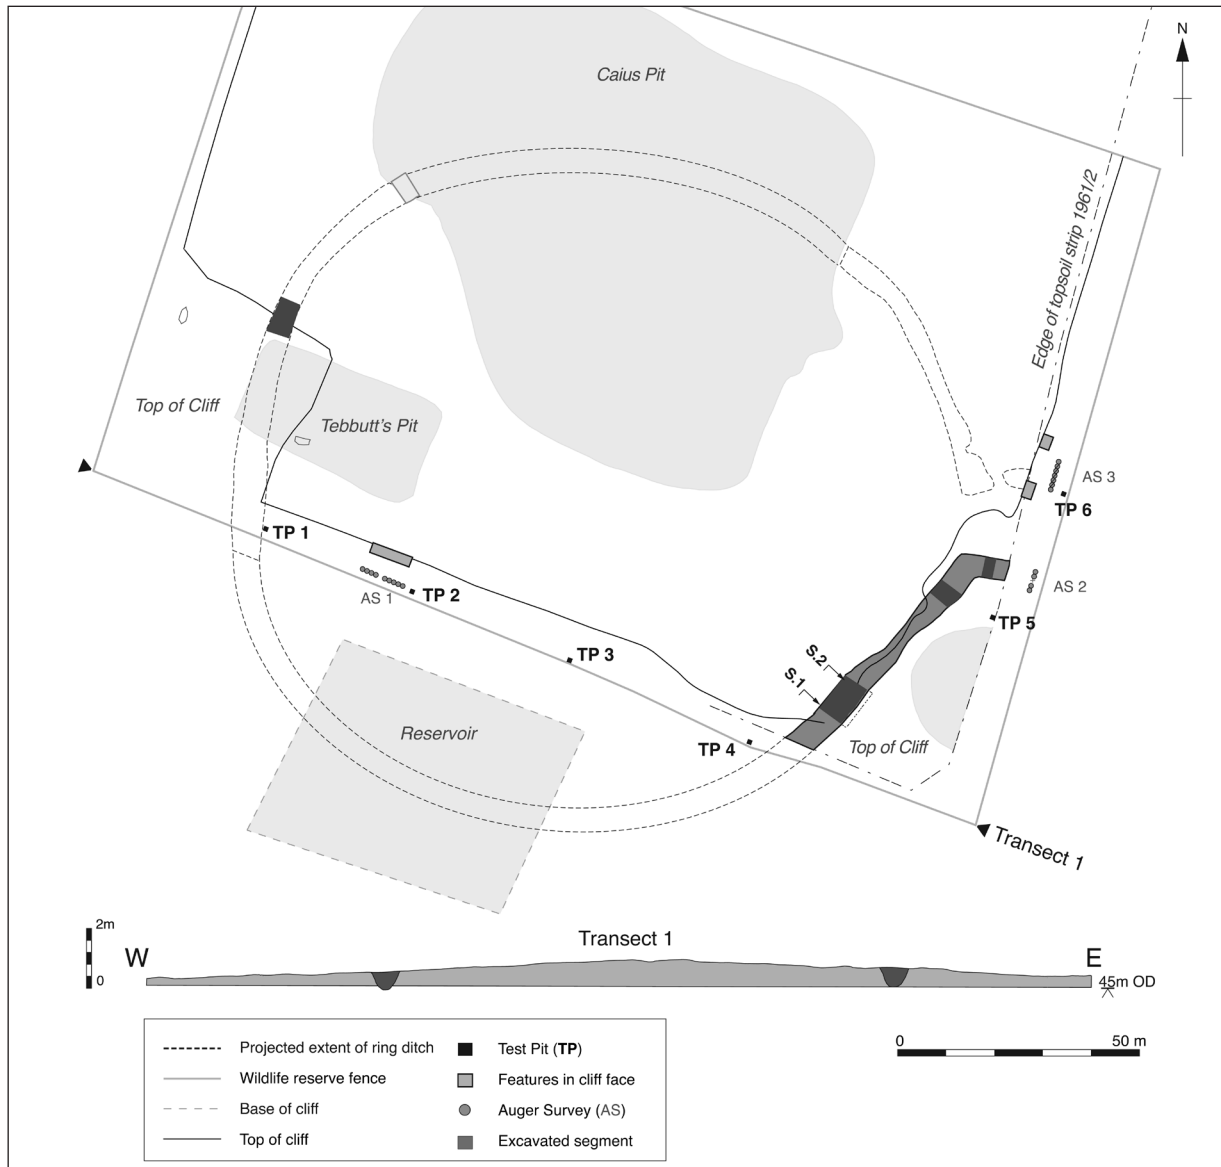 N
Caius Pit
Edge of topsoil strip 1961/2
Top of Cliff
Tebbutt's Pit
AS 3
TP 6
TP 1
AS 1
TP 2
AS 2
TP 5
TP 3
S.2
S.1
Reservoir
TP 4
Top of Cliff
Transect 1
2m
W
Transect 1
E
0
45m OD
Projected extent of ring ditch
Test Pit (TP)
Wildlife reserve fence
Features in cliff face
Base of cliff
Auger Survey (AS)
Top of cliff
Excavated segment
0
50 m